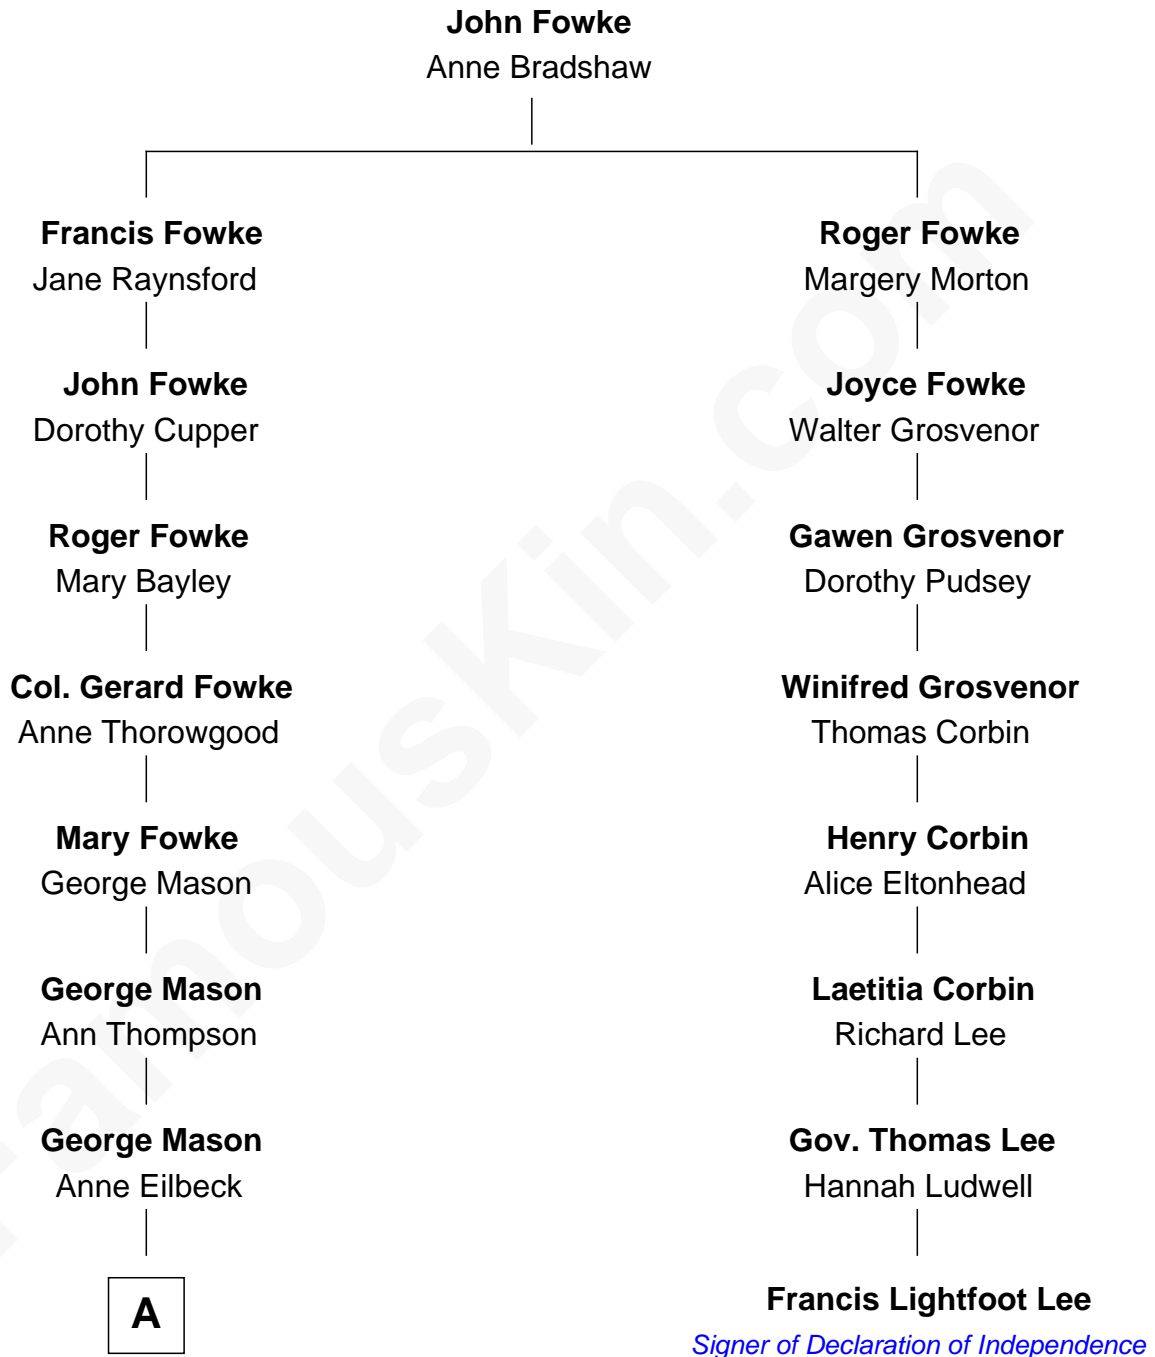 John Fowke
Anne Bradshaw
Francis Fowke
Jane Raynsford
Roger Fowke
Margery Morton
John Fowke
Dorothy Cupper
Joyce Fowke
Walter Grosvenor
Roger Fowke
Mary Bayley
Gawen Grosvenor
Dorothy Pudsey
Col. Gerard Fowke
Anne Thorowgood
Winifred Grosvenor
Thomas Corbin
Mary Fowke
George Mason
Henry Corbin
Alice Eltonhead
George Mason
Ann Thompson
Laetitia Corbin
Richard Lee
George Mason
Anne Eilbeck
Gov. Thomas Lee
Hannah Ludwell
A
Francis Lightfoot Lee
Signer of Declaration of Independence
FamousKin.com